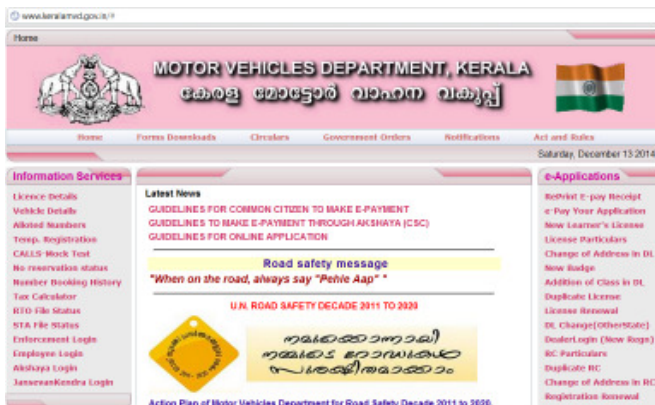 www.keralamvd.gov.in/#
Home
MOTOR VEHICLES DEPARTMENT, KERALA
കേരള മോട്ടോർ വാഹന വകുപ്പ്
Home Forms Downloads Circulars Government Orders Notifications Act and Rules
Saturday, December 13 2014
Information Services
Licence Details
Vehicle Details
Alloted Numbers
Temp. Registration
CALLS-Mock Test
No reservation status
Number Booking History
Tax Calculator
RTO File Status
STA File Status
Enforcement Login
Employee Login
Akshaya Login
JansevanKendra Login
Latest News
GUIDELINES FOR COMMON CITIZEN TO MAKE E-PAYMENT
GUIDELINES TO MAKE E-PAYMENT THROUGH AKSHAYA (CSC)
GUIDELINES FOR ONLINE APPLICATION
Road safety message
"When on the road, always say "Pehle Aap" "
U.N. ROAD SAFETY DECADE 2011 TO 2020
നമുക്കൊന്നായി
നമ്മുടെ റോഡുകൾ
സുരക്ഷിതമാക്കാം
Action Plan of Motor Vehicles Department for Road Safety Decade 2011 to 2020
e-Applications
RePrint E-pay Receipt
e-Pay Your Application
New Learner's License
License Particulars
Change of Address in DL
New Badge
Addition of Class in DL
Duplicate License
License Renewal
DL Change(OtherState)
DealerLogin (New Regn)
RC Particulars
Duplicate RC
Change of Address in RC
Registration Renewal